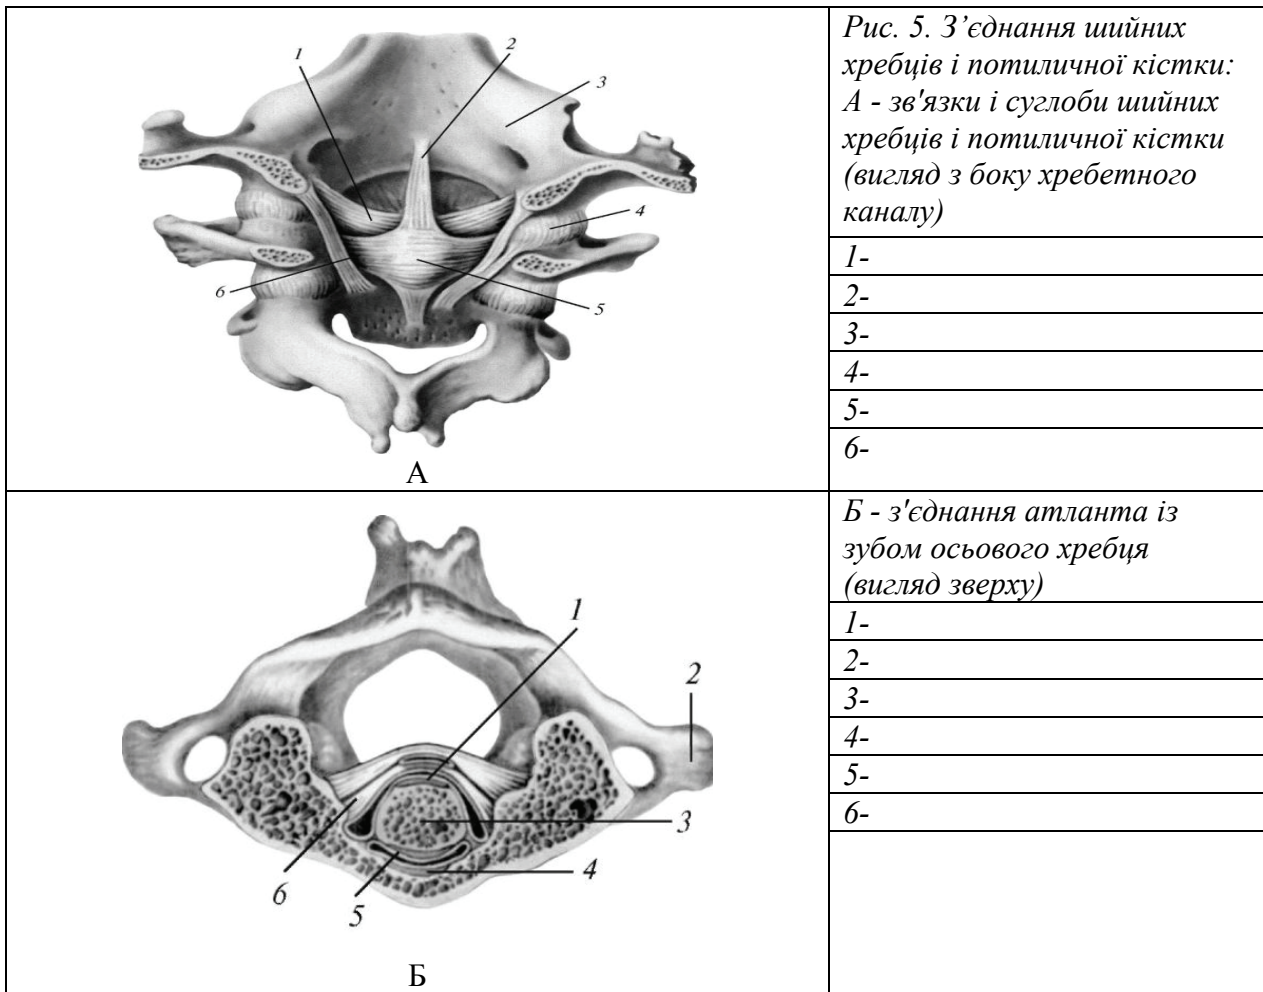 1
2
3
4
5
6
А
Рис. 5. З’єднання шийних
хребців і потиличної кістки:
А - зв'язки і суглоби шийних
хребців і потиличної кістки
(вигляд з боку хребетного
каналу)
1-
2-
3-
4-
5-
6-
1
2
3
4
5
6
Б
Б - з'єднання атланта із
зубом осьового хребця
(вигляд зверху)
1-
2-
3-
4-
5-
6-